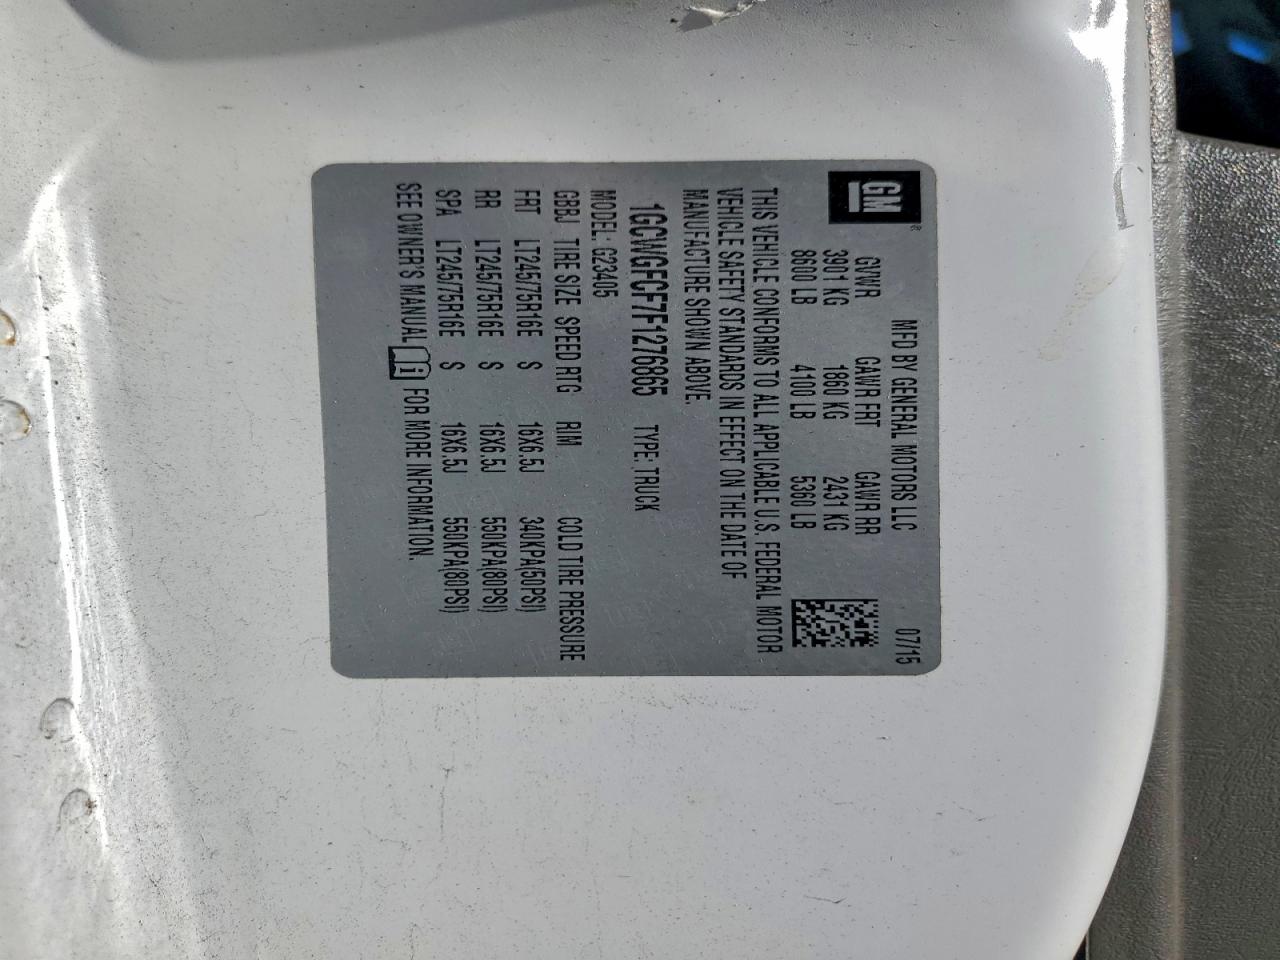 GM®
MFD BY GENERAL MOTORS LLC 07/15
GVWR GAWR FRT GAWR RR
3901 KG 1860 KG 2431 KG
8600 LB 4100 LB 5360 LB
THIS VEHICLE CONFORMS TO ALL APPLICABLE U.S. FEDERAL MOTOR
VEHICLE SAFETY STANDARDS IN EFFECT ON THE DATE OF
MANUFACTURE SHOWN ABOVE.
1GCWGFCF7F1276865 TYPE: TRUCK
MODEL: G23405
GBBJ TIRE SIZE SPEED RTG RIM COLD TIRE PRESSURE
FRT LT245/75R16E S 16X6.5J 340KPA(50PSI)
RR LT245/75R16E S 16X6.5J 550KPA(80PSI)
SPA LT245/75R16E S 16X6.5J 550KPA(80PSI)
SEE OWNER'S MANUAL FOR MORE INFORMATION.